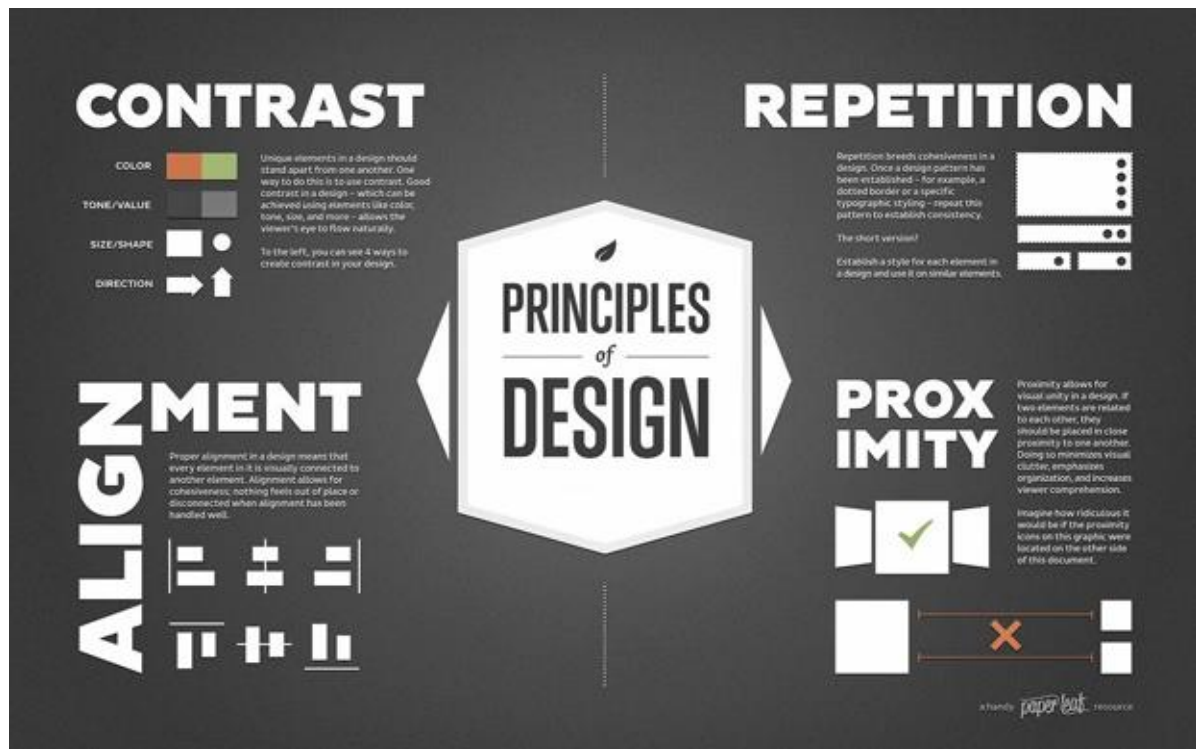 CONTRAST
COLOR
TONE/VALUE
SIZE/SHAPE
DIRECTION
Unique elements in a design should
stand apart from one another. One
way to do this is to use contrast. Good
contrast in a design – which can be
achieved using elements like color,
tone, size, and more – allows the
viewer's eye to flow naturally.
To the left, you can see 4 ways to
create contrast in your design.
REPETITION
Repetition breeds cohesiveness in a
design. Once a design pattern has
been established – for example, a
dotted border or a specific
typographic styling – repeat this
pattern to establish consistency.
The short version?
Establish a style for each element in
a design and use it on similar elements.
PRINCIPLES
of
DESIGN
ALIGNMENT
Proper alignment in a design means that
every element in it is visually connected to
another element. Alignment allows for
cohesiveness; nothing feels out of place or
disconnected when alignment has been
handled well.
PROX
IMITY
Proximity allows for
visual unity in a design. If
two elements are related
to each other, they
should be placed in close
proximity to one another.
Doing so minimizes visual
clutter, emphasizes
organization, and increases
viewer comprehension.
Imagine how ridiculous it
would be if the proximity
icons on this graphic were
located on the other side
of this document.
a handy paper leaf resource